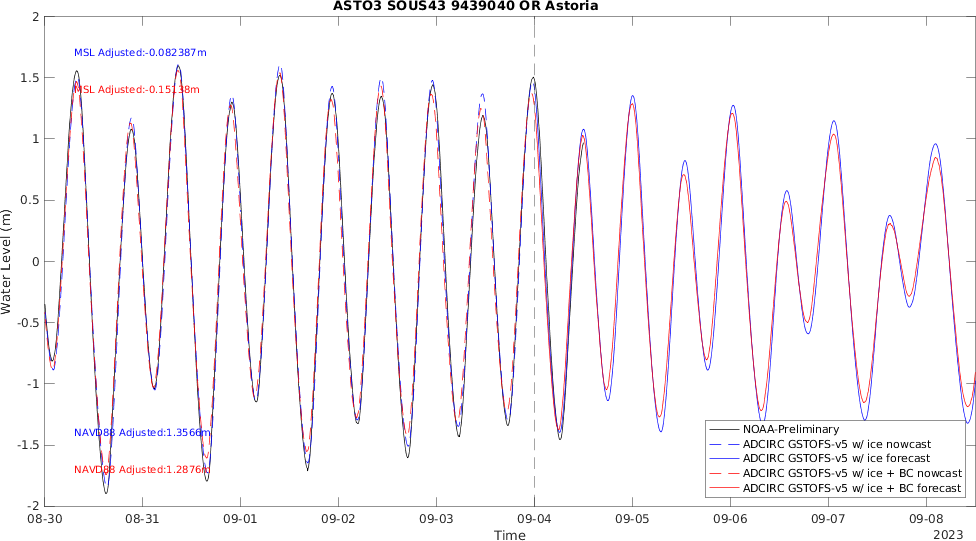 ASTO3 SOUS43 9439040 OR Astoria
2
1.5
1
0.5
0
-0.5
-1
-1.5
-2
Water Level (m)
MSL Adjusted:-0.082387m
MSL Adjusted:-0.15138m
NAVD88 Adjusted:1.3566m
NAVD88 Adjusted:1.2876m
NOAA-Preliminary
ADCIRC GSTOFS-v5 w/ ice nowcast
ADCIRC GSTOFS-v5 w/ ice forecast
ADCIRC GSTOFS-v5 w/ ice + BC nowcast
ADCIRC GSTOFS-v5 w/ ice + BC forecast
08-30 08-31 09-01 09-02 09-03 09-04 09-05 09-06 09-07 09-08
Time
2023